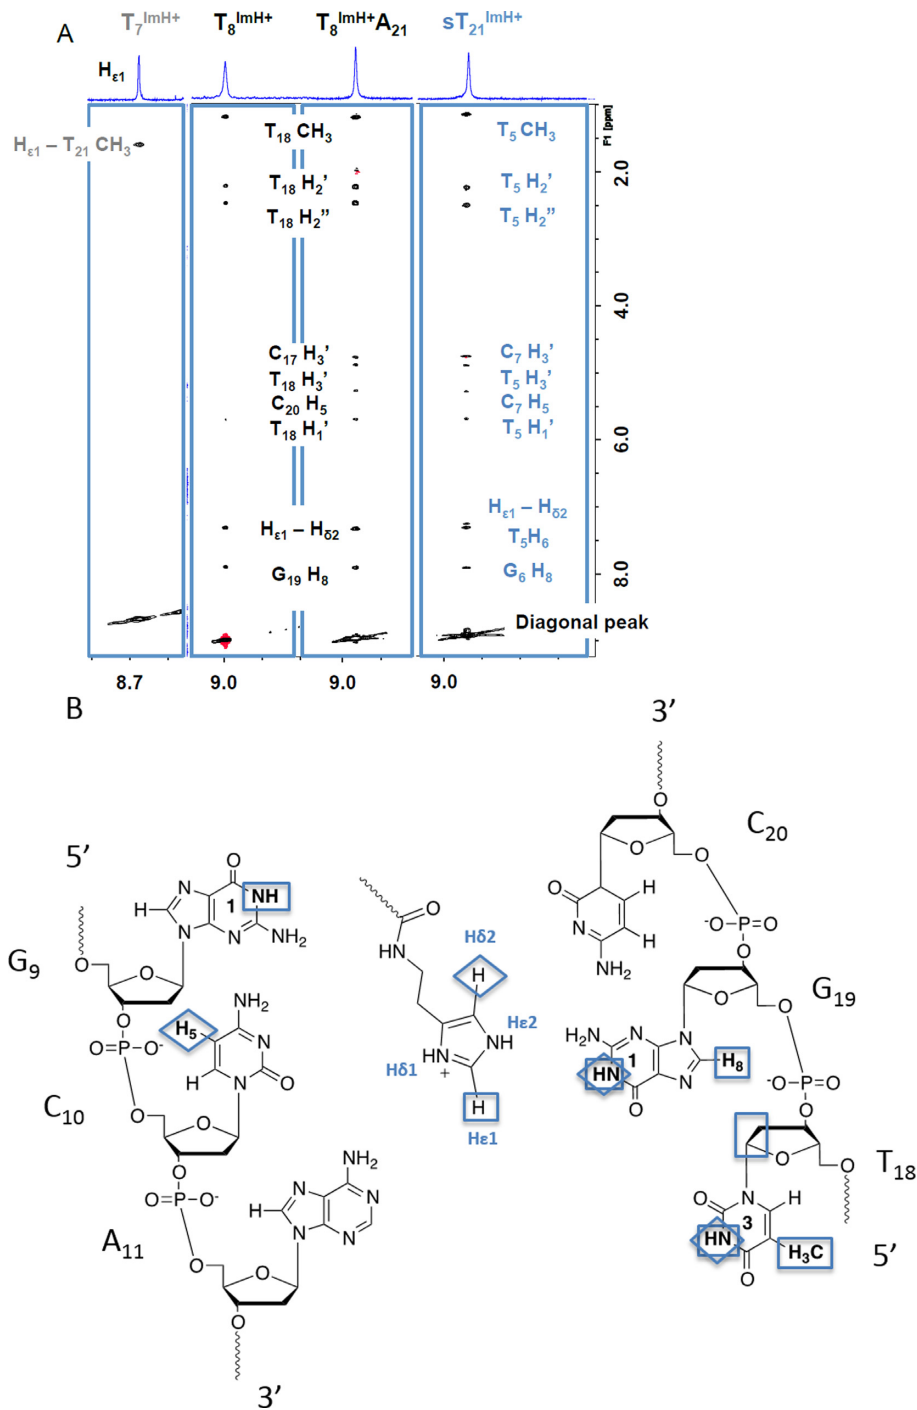 A
T7ImH+ T8ImH+ T8ImH+A21 sT21ImH+
Hε1
F1 [ppm]
T18 CH3 T5 CH3
Hε1 – T21 CH3
2.0
T18 H2’ T5 H2’
T18 H2” T5 H2”
4.0
C17 H3’ C7 H3’
T18 H3’ T5 H3’
C20 H5 C7 H5
T18 H1’ T5 H1’
6.0
Hε1 – Hδ2 Hε1 – Hδ2
T5H6
G19 H8 G6 H8
8.0
Diagonal peak
8.7 9.0 9.0 9.0
B
3’
O
C20
O
O
O
N
NH2
H
H
-O-P=O
O
5’
O
N
N
H
1
NH
N
NH2
G9
O
O
O
O=P-O-
O
H5
NH2
N
H
N
O
C10
O
O
O=P-O-
O
NH2
N
N
H
N
N
A11
O
O
3’
O
HN
Hδ2
H
Hε2
NH
Hδ1
HN
+
H
Hε1
G19
O
O
NH2
N
1
HN
O
N
N
H8
-O-P=O
O
T18
O
O
5’
O
N
H
3
HN
O
H3C